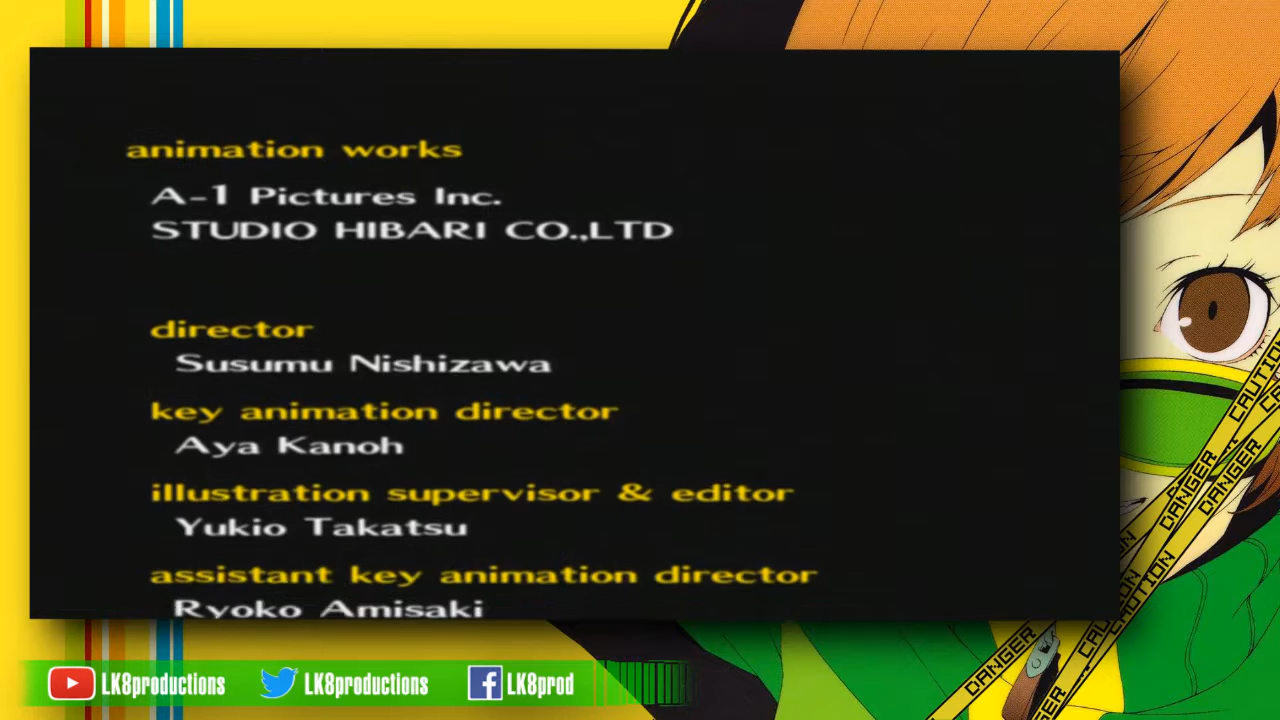 animation works
A-1 Pictures Inc.
STUDIO HIBARI CO.,LTD
director
Susumu Nishizawa
key animation director
Aya Kanoh
illustration supervisor & editor
Yukio Takatsu
assistant key animation director
Ryoko Amisaki
CAUTION
DANGER
DANGER
CAUTION
DANGER
LK8productions
LK8productions
LK8prod